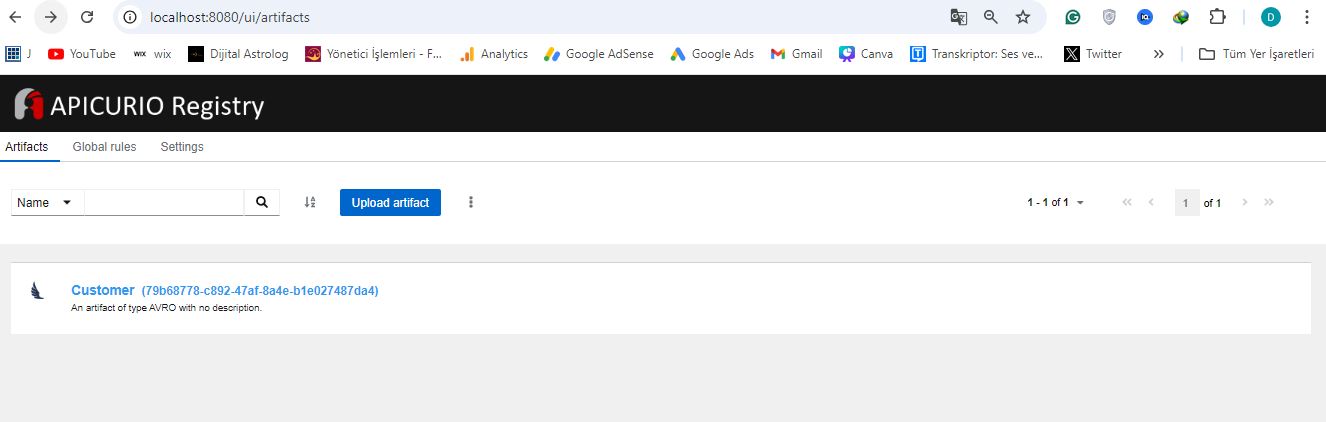 localhost:8080/ui/artifacts
J YouTube WIX wix Dijital Astrolog Yönetici İşlemleri - F... Analytics Google AdSense Google Ads Gmail Canva Transkriptor: Ses ve... Twitter » Tüm Yer İşaretleri
APICURIO Registry
Artifacts Global rules Settings
Name Upload artifact 1 - 1 of 1 1 of 1
Customer (79b68778-c892-47af-8a4e-b1e027487da4)
An artifact of type AVRO with no description.